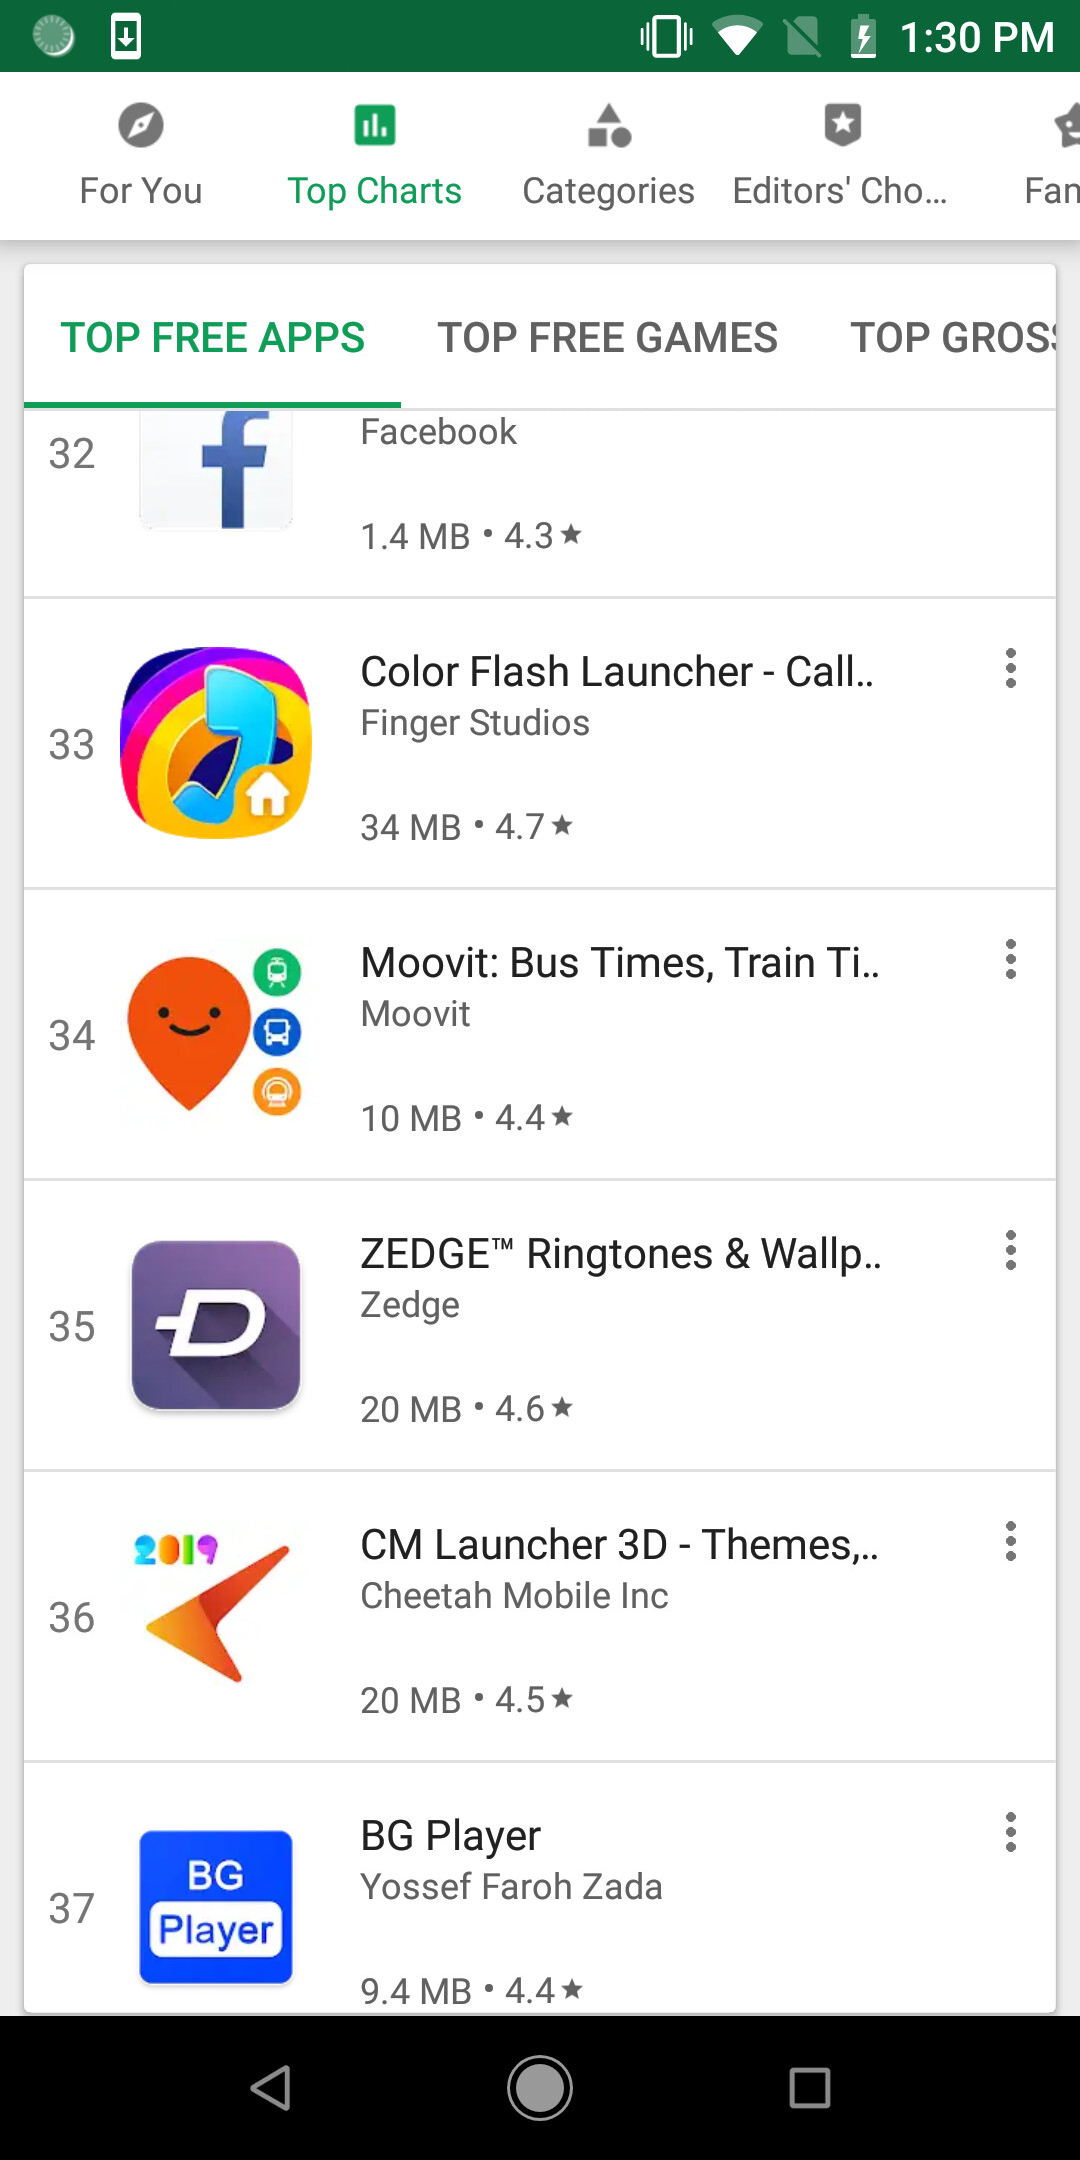 1:30 PM
For You
Top Charts
Categories
Editors' Cho...
Fan
TOP FREE APPS
TOP FREE GAMES
TOP GROSS
32
Facebook
1.4 MB • 4.3★
33
Color Flash Launcher - Call..
Finger Studios
34 MB • 4.7★
34
Moovit: Bus Times, Train Ti..
Moovit
10 MB • 4.4★
35
ZEDGE™ Ringtones & Wallp..
Zedge
20 MB • 4.6★
36
2019
CM Launcher 3D - Themes,..
Cheetah Mobile Inc
20 MB • 4.5★
37
BG
Player
BG Player
Yossef Faroh Zada
9.4 MB • 4.4★